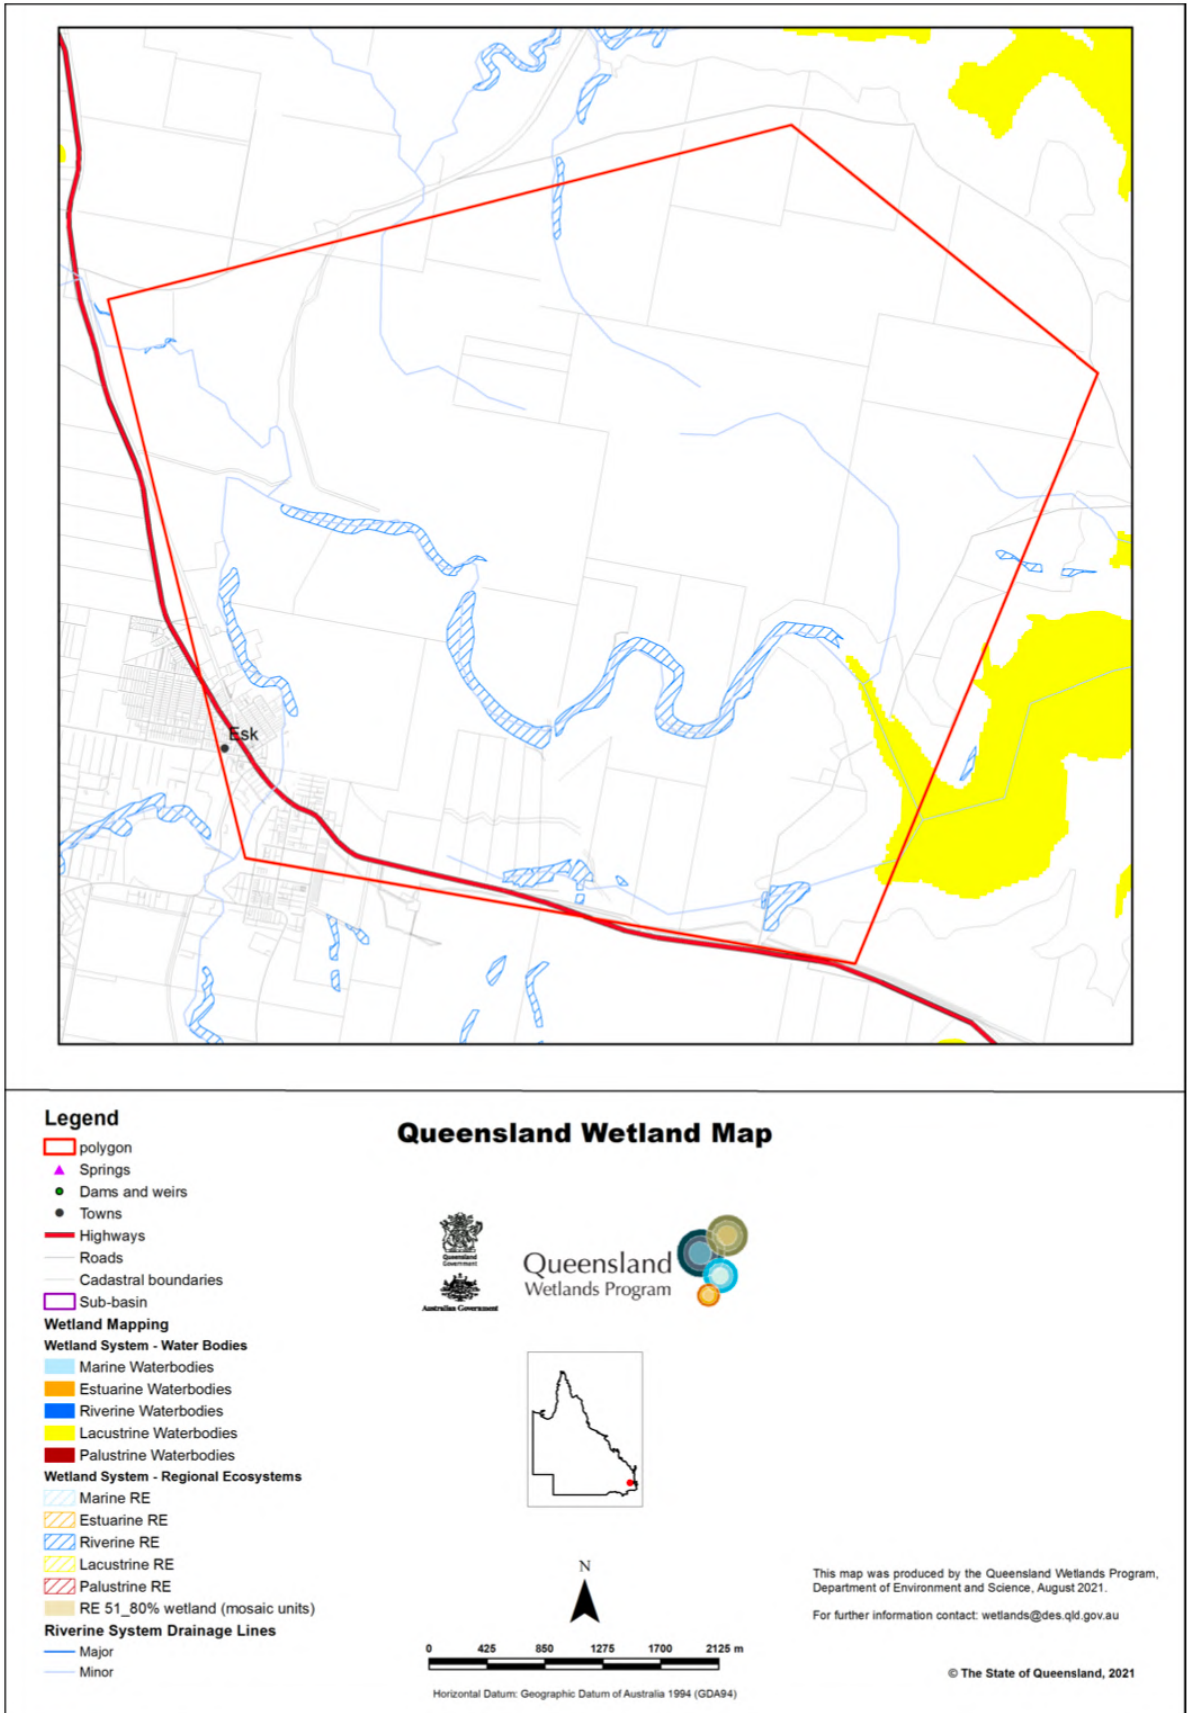 Esk
Legend
polygon
Springs
Dams and weirs
Towns
Highways
Roads
Cadastral boundaries
Sub-basin
Wetland Mapping
Wetland System - Water Bodies
Marine Waterbodies
Estuarine Waterbodies
Riverine Waterbodies
Lacustrine Waterbodies
Palustrine Waterbodies
Wetland System - Regional Ecosystems
Marine RE
Estuarine RE
Riverine RE
Lacustrine RE
Palustrine RE
RE 51_80% wetland (mosaic units)
Riverine System Drainage Lines
Major
Minor
Queensland Wetland Map
Queensland
Government
Australian Government
Queensland
Wetlands Program
N
0 425 850 1275 1700 2125 m
Horizontal Datum: Geographic Datum of Australia 1994 (GDA94)
This map was produced by the Queensland Wetlands Program,
Department of Environment and Science, August 2021.
For further information contact: wetlands@des.qld.gov.au
© The State of Queensland, 2021